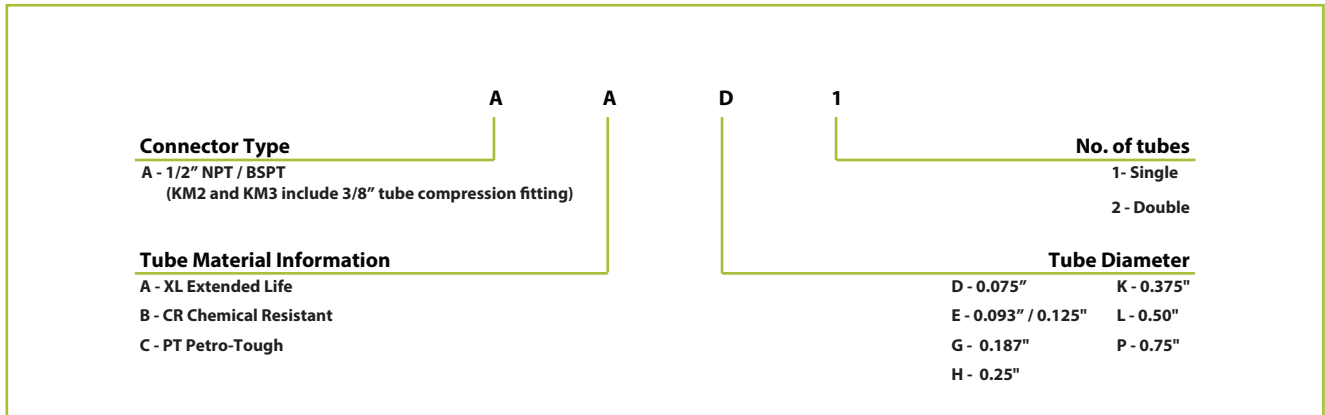 A A D 1
Connector Type
No. of tubes
A - 1/2” NPT / BSPT
1- Single
(KM2 and KM3 include 3/8” tube compression fitting)
2 - Double
Tube Material Information
Tube Diameter
A - XL Extended Life
D - 0.075” K - 0.375"
B - CR Chemical Resistant
E - 0.093” / 0.125" L - 0.50"
C - PT Petro-Tough
G - 0.187" P - 0.75"
H - 0.25"